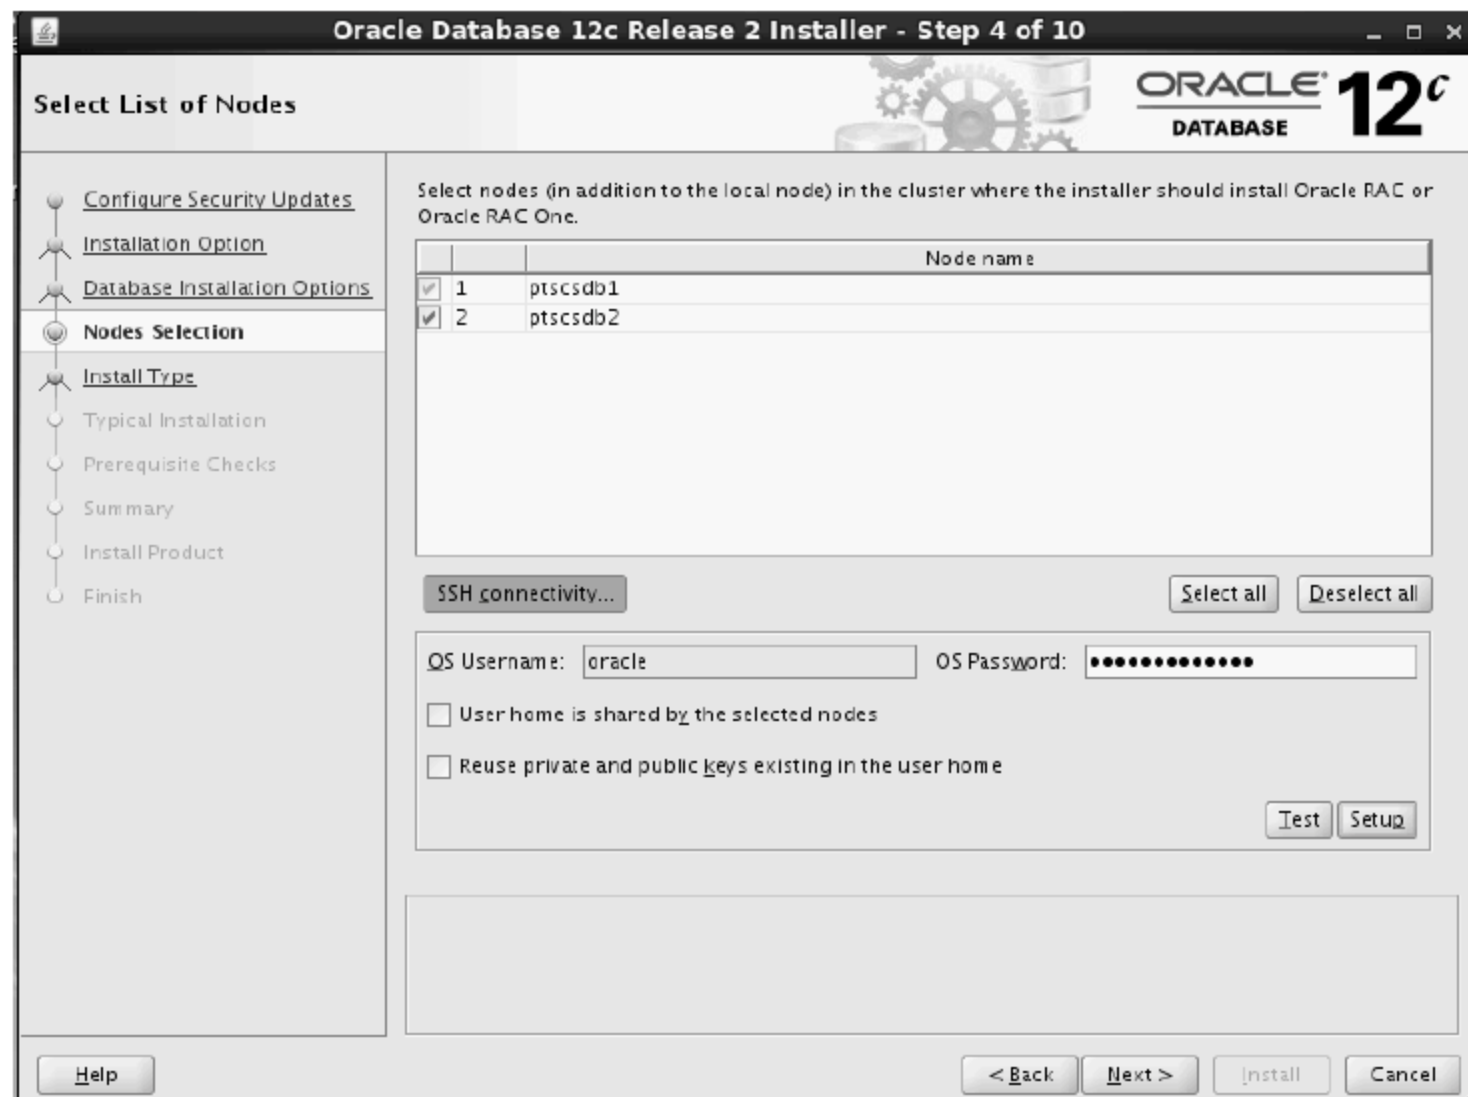 Oracle Database 12c Release 2 Installer - Step 4 of 10
Select List of Nodes
ORACLE® 12c
DATABASE
Configure Security Updates
Installation Option
Database Installation Options
Nodes Selection
Install Type
Typical Installation
Prerequisite Checks
Summary
Install Product
Finish
Select nodes (in addition to the local node) in the cluster where the installer should install Oracle RAC or
Oracle RAC One.
Node name
1 ptscsdb1
2 ptscsdb2
SSH connectivity...
Select all Deselect all
OS Username: oracle OS Password: •••••••••••••
User home is shared by the selected nodes
Reuse private and public keys existing in the user home
Test Setup
Help < Back Next > Install Cancel